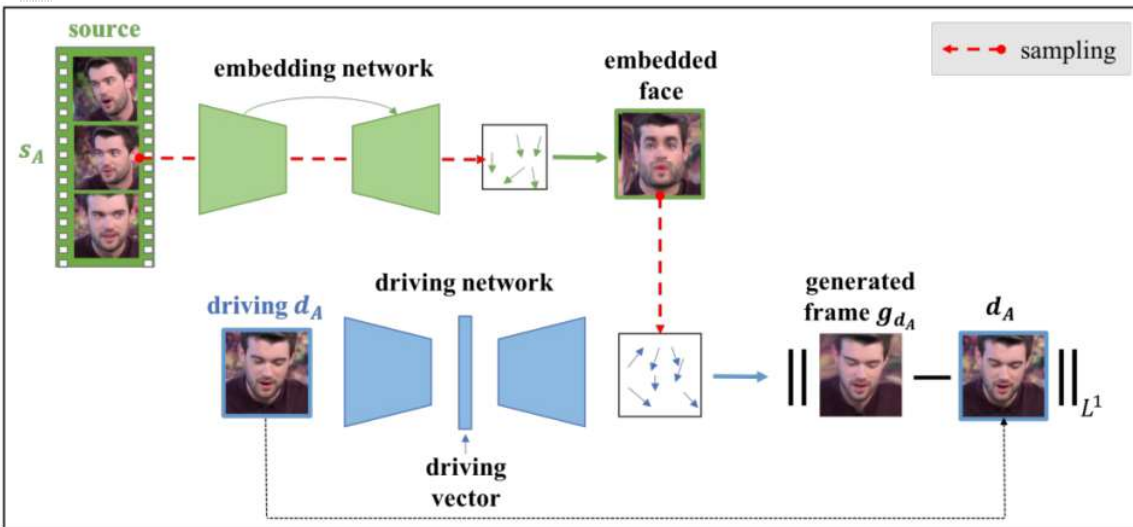 source
sampling
embedding network
embedded
face
s_A
driving network
driving d_A
generated
frame g_{d_A}
d_A
|| — ||_{L^1}
driving
vector